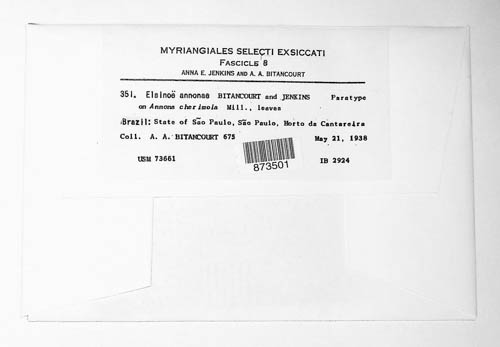 MYRIANGIALES SELECTI EXSICCATI
FASCICLE 8
ANNA E. JENKINS AND A. A. BITANCOURT
351. Elsinoë annonae BITANCOURT and JENKINS Paratype
on Annona cherimola Mill., leaves
Brazil: State of São Paulo, São Paulo, Horto da Cantareira
Coll. A. A. BITANCOURT 675 May 21, 1938
USM 73661 IB 2924
873501